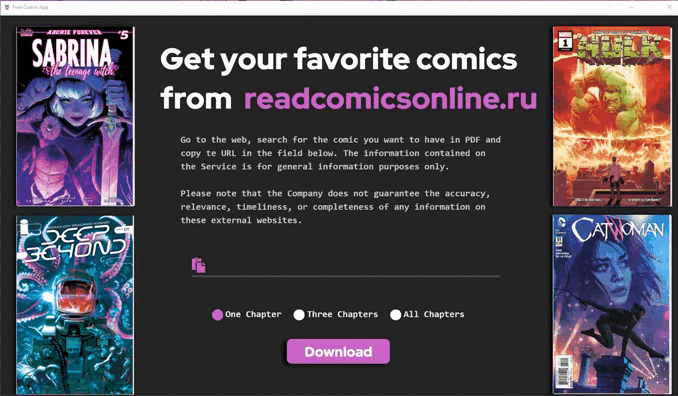 Free Comix App
ARCHIE FOREVER
#5
SABRINA
the teenage witch
Get your favorite comics
from readcomicsonline.ru
Go to the web, search for the comic you want to have in PDF and
copy te URL in the field below. The information contained on
the Service is for general information purposes only.
Please note that the Company does not guarantee the accuracy,
relevance, timeliness, or completeness of any information on
these external websites.
One Chapter
Three Chapters
All Chapters
Download
MARVEL
1
HULK
DEEP
BEYOND
DC
CATWOMAN